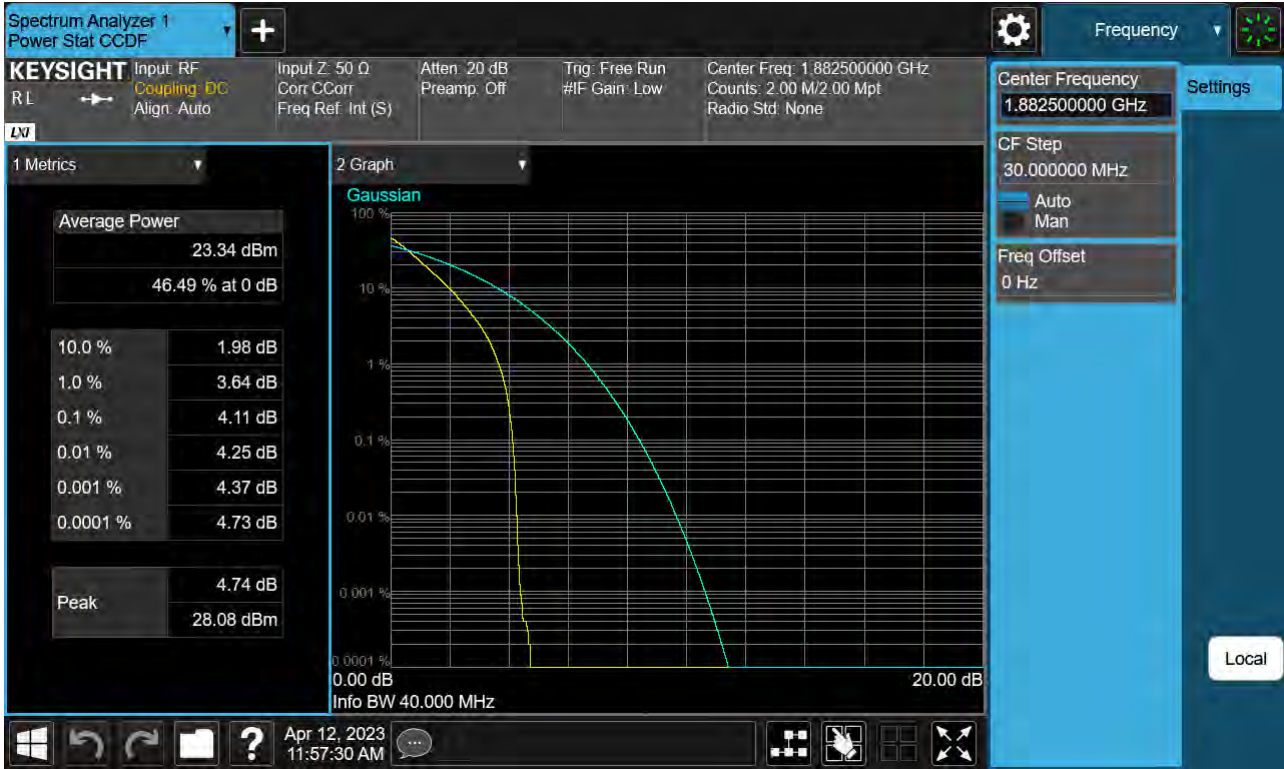 Spectrum Analyzer 1
Power Stat CCDF
+
Frequency
KEYSIGHT
RL
LXI
Input: RF
Coupling: DC
Align: Auto
Input Z: 50 Ω
Corr CCorr
Freq Ref: Int (S)
Atten: 20 dB
Preamp: Off
Trig: Free Run
#IF Gain: Low
Center Freq: 1.882500000 GHz
Counts: 2.00 M/2.00 Mpt
Radio Std: None
Center Frequency
1.882500000 GHz
Settings
CF Step
30.000000 MHz
Auto
Man
Freq Offset
0 Hz
Local
1 Metrics
Average Power
23.34 dBm
46.49 % at 0 dB
10.0 % 1.98 dB
1.0 % 3.64 dB
0.1 % 4.11 dB
0.01 % 4.25 dB
0.001 % 4.37 dB
0.0001 % 4.73 dB
Peak
4.74 dB
28.08 dBm
2 Graph
Gaussian
100 %
10 %
1 %
0.1 %
0.01 %
0.001 %
0.0001 %
0.00 dB
20.00 dB
Info BW 40.000 MHz
?
Apr 12, 2023
11:57:30 AM